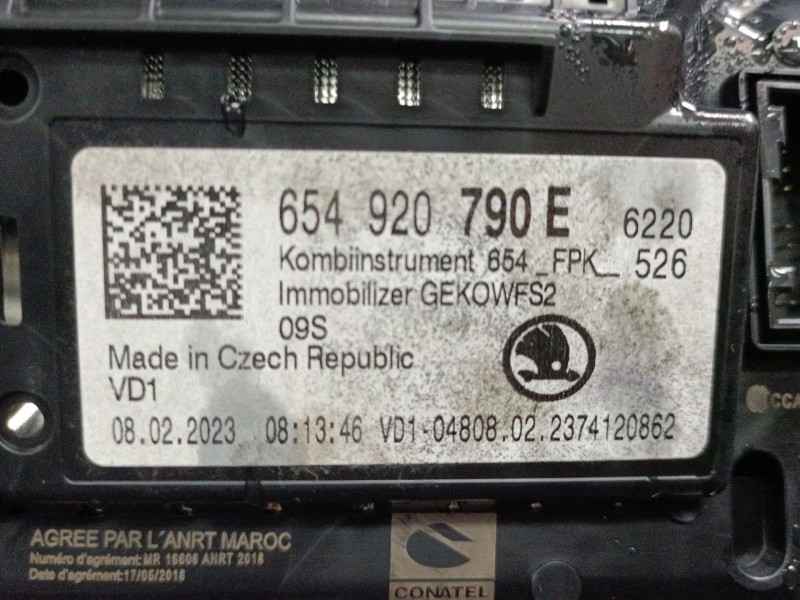 654 920 790 E 6220
Kombiinstrument 654_FPK_ 526
Immobilizer GEKOWFS2
09S
Made in Czech Republic
VD1
08.02.2023 08:13:46 VD1-04808.02.2374120862
CCA
AGREE PAR L'ANRT MAROC
Numéro d'agrément:MR 16606 ANRT 2018
Date d'agrément:17/05/2018
CONATEL